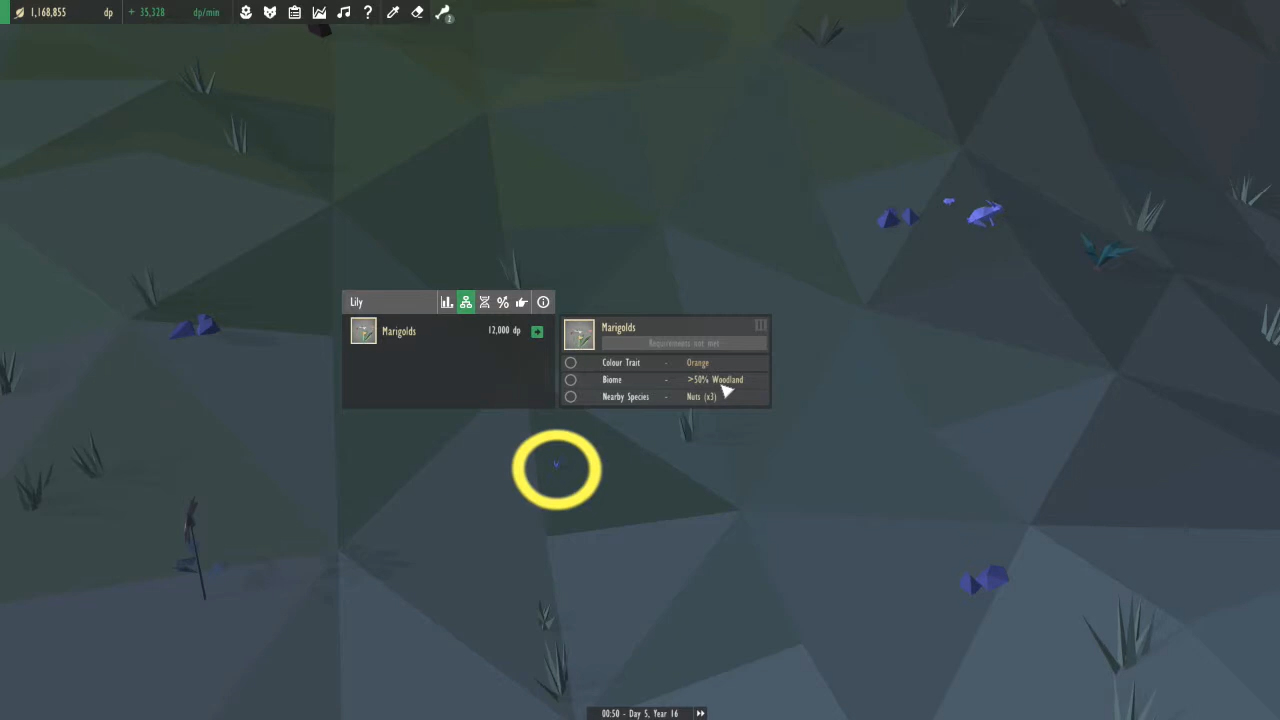 1,168,855 dp + 35,328 dp/min ?
2
Lily %
Marigolds 12,000 dp
Marigolds
Requirements not met
Colour Trait - Orange
Biome - >50% Woodland
Nearby Species - Nuts (x3)
00:50 - Day 5, Year 16